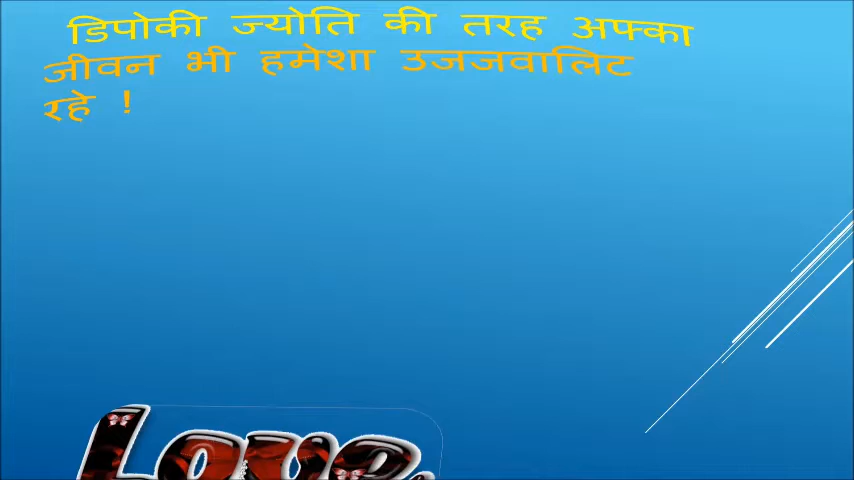 डिपोकी ज्योति की तरह अफ्का
जीवन भी हमेशा उजजवालिट
रहे !
Love